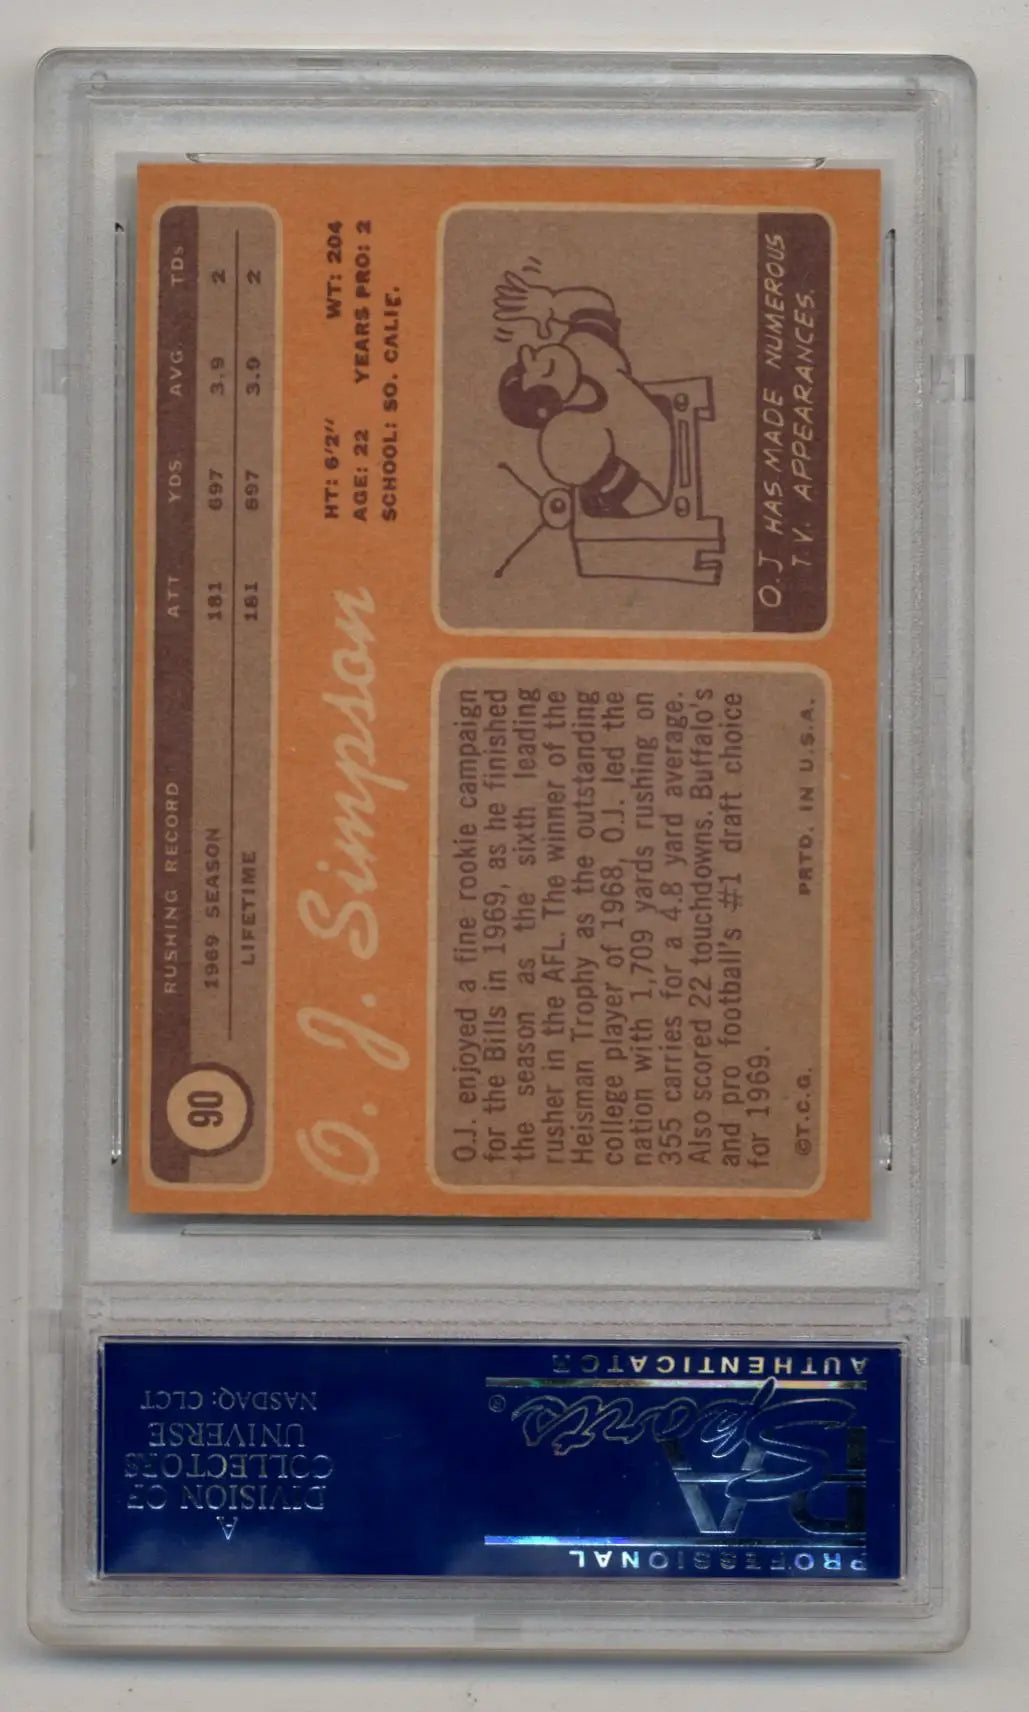 90
RUSHING RECORD ATT YDS AVG. TDs
1969 SEASON 181 697 3.9 2
LIFETIME 181 697 3.9 2
O. J. Simpson
HT: 6'2" WT: 204
AGE: 22 YEARS PRO: 2
SCHOOL: SO. CALIF.
O.J. enjoyed a fine rookie campaign
for the Bills in 1969, as he finished
the season as the sixth leading
rusher in the AFL. The winner of the
Heisman Trophy as the outstanding
college player of 1968, O.J. led the
nation with 1,709 yards rushing on
355 carries for a 4.8 yard average.
Also scored 22 touchdowns. Buffalo's
and pro football's #1 draft choice
for 1969.
©T.C.G. PRTD. IN U.S.A.
O.J HAS MADE NUMEROUS
T.V. APPEARANCES.
PROFESSIONAL
PSA
Sports®
AUTHENTICATOR
A
DIVISION OF
COLLECTORS
UNIVERSE
NASDAQ: CLCT